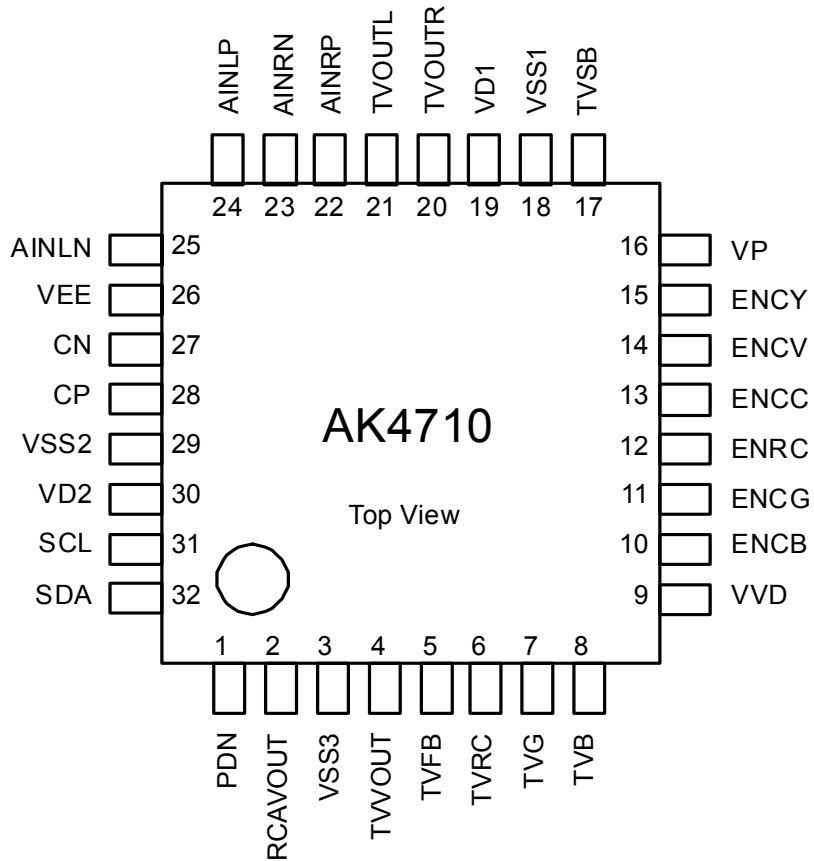 AINLP
AINRN
AINRP
TVOUTL
TVOUTR
VD1
VSS1
TVSB
24 23 22 21 20 19 18 17
AINLN 25
VEE 26
CN 27
CP 28
VSS2 29
VD2 30
SCL 31
SDA 32
16 VP
15 ENCY
14 ENCV
13 ENCC
12 ENRC
11 ENCG
10 ENCB
9 VVD
AK4710
Top View
1 2 3 4 5 6 7 8
PDN
RCAVOUT
VSS3
TVVOUT
TVFB
TVRC
TVG
TVB